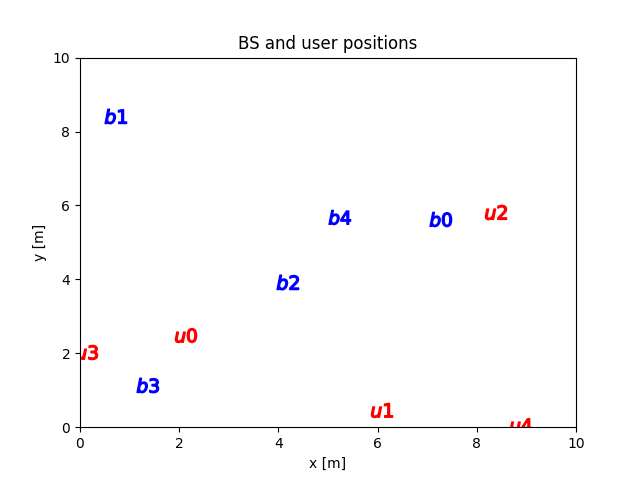 BS and user positions
10
b1
8
6
b4
b0
u2
y [m]
4
b2
u0
2
u3
b3
u1
u4
0
0 2 4 6 8 10
x [m]